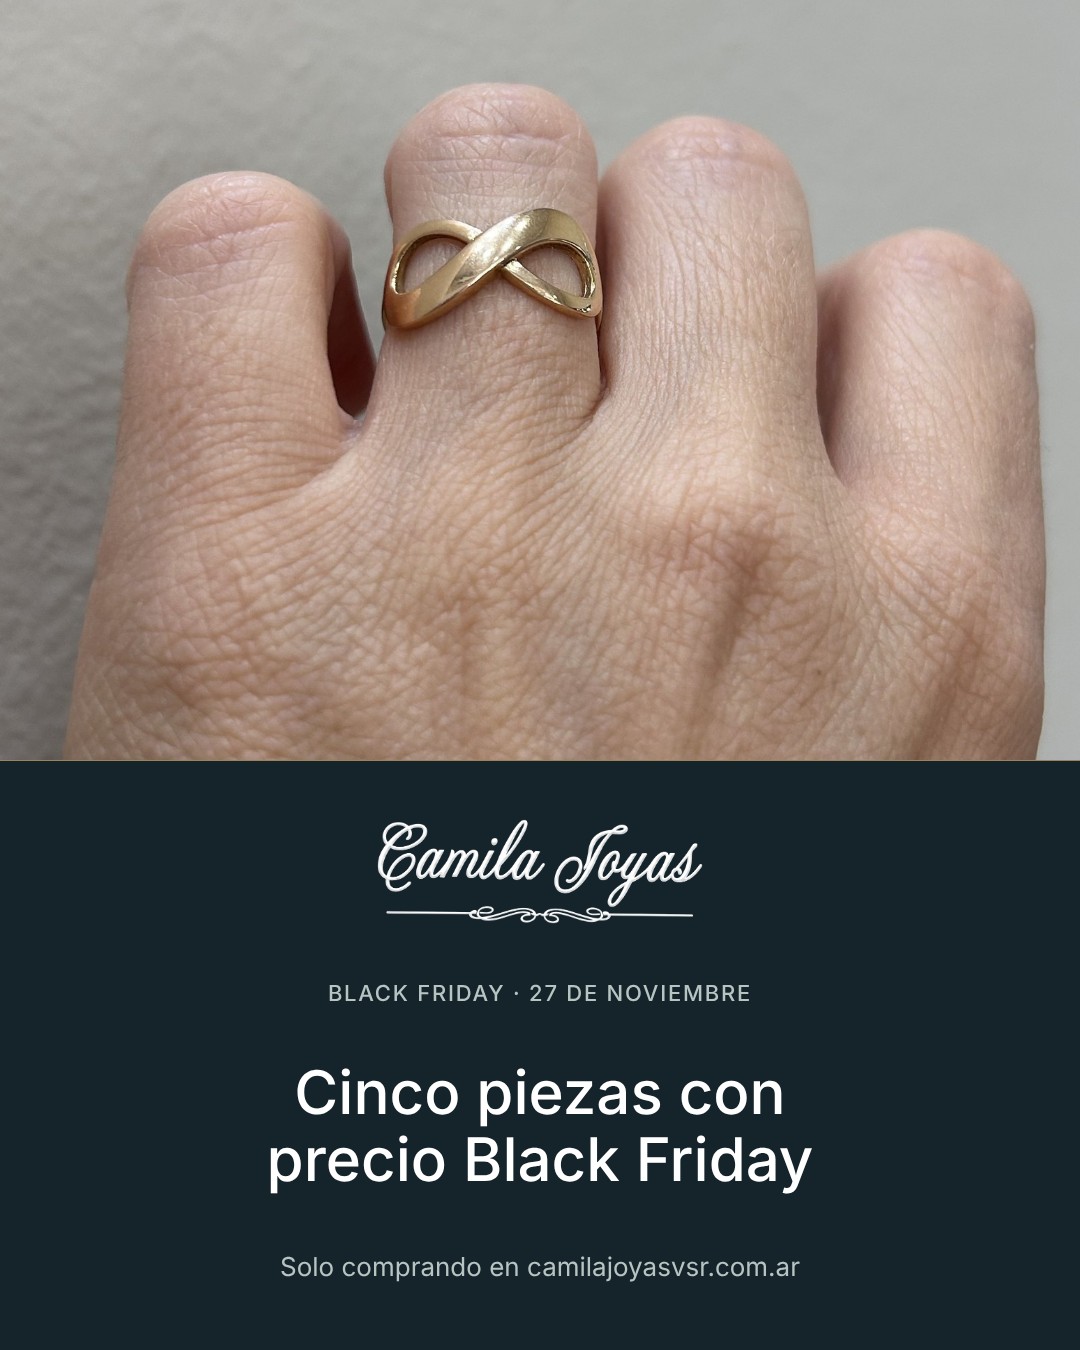 Camila Joyas
BLACK FRIDAY · 27 DE NOVIEMBRE
Cinco piezas con
precio Black Friday
Solo comprando en camilajoyasvsr.com.ar